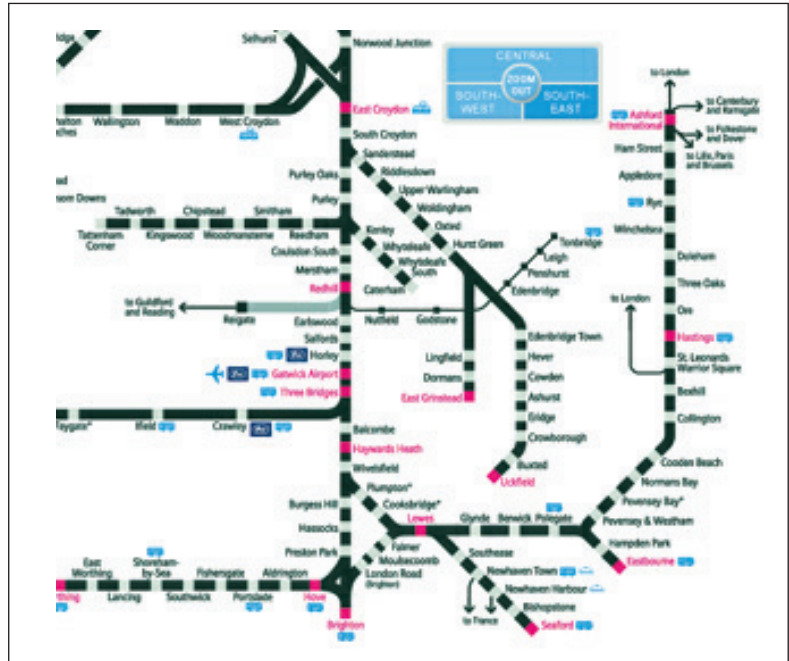 Selhurst
Norwood Junction
CENTRAL
ZOOM
OUT
SOUTH-
WEST
SOUTH-
EAST
to London
Wallington
Waddon
West Croydon
East Croydon
Ashford
International
to Canterbury
and Ramsgate
to Folkestone
and Dover
to Lille, Paris
and Brussels
South Croydon
Sanderstead
Riddlesdown
Upper Warlingham
Woldingham
Oxted
Hurst Green
Purley Oaks
Purley
Ham Street
Appledore
Rye
Winchelsea
Doleham
Three Oaks
Ore
Hastings
St. Leonards
Warrior Square
Bexhill
Collington
Cooden Beach
Normans Bay
Pevensey Bay*
Pevensey & Westham
Hampden Park
Eastbourne
som Downs
Tadworth
Chipstead
Smitham
Tattenham
Corner
Kingswood
Woodmansterne
Reedham
Kenley
Whyteleafe
Whyteleafe
South
Caterham
Coulsdon South
Merstham
Redhill
Tonbridge
Leigh
Penshurst
Edenbridge
Godstone
Nutfield
to Guildford
and Reading
Reigate
Earlswood
Salfords
Horley
Gatwick Airport
Three Bridges
to London
Edenbridge Town
Hever
Cowden
Ashurst
Eridge
Crowborough
Buxted
Uckfield
Lingfield
Dormans
East Grinstead
Faygate*
Ifield
Crawley
Balcombe
Haywards Heath
Wivelsfield
Plumpton*
Cooksbridge*
Lewes
Glynde
Berwick
Polegate
Burgess Hill
Hassocks
Preston Park
Falmer
Moulsecoomb
London Road
(Brighton)
Southease
Newhaven Town
Newhaven Harbour
Bishopstone
Seaford
to France
East
Worthing
Shoreham-
by-Sea
Fishersgate
Aldrington
thing
Lancing
Southwick
Portslade
Hove
Brighton